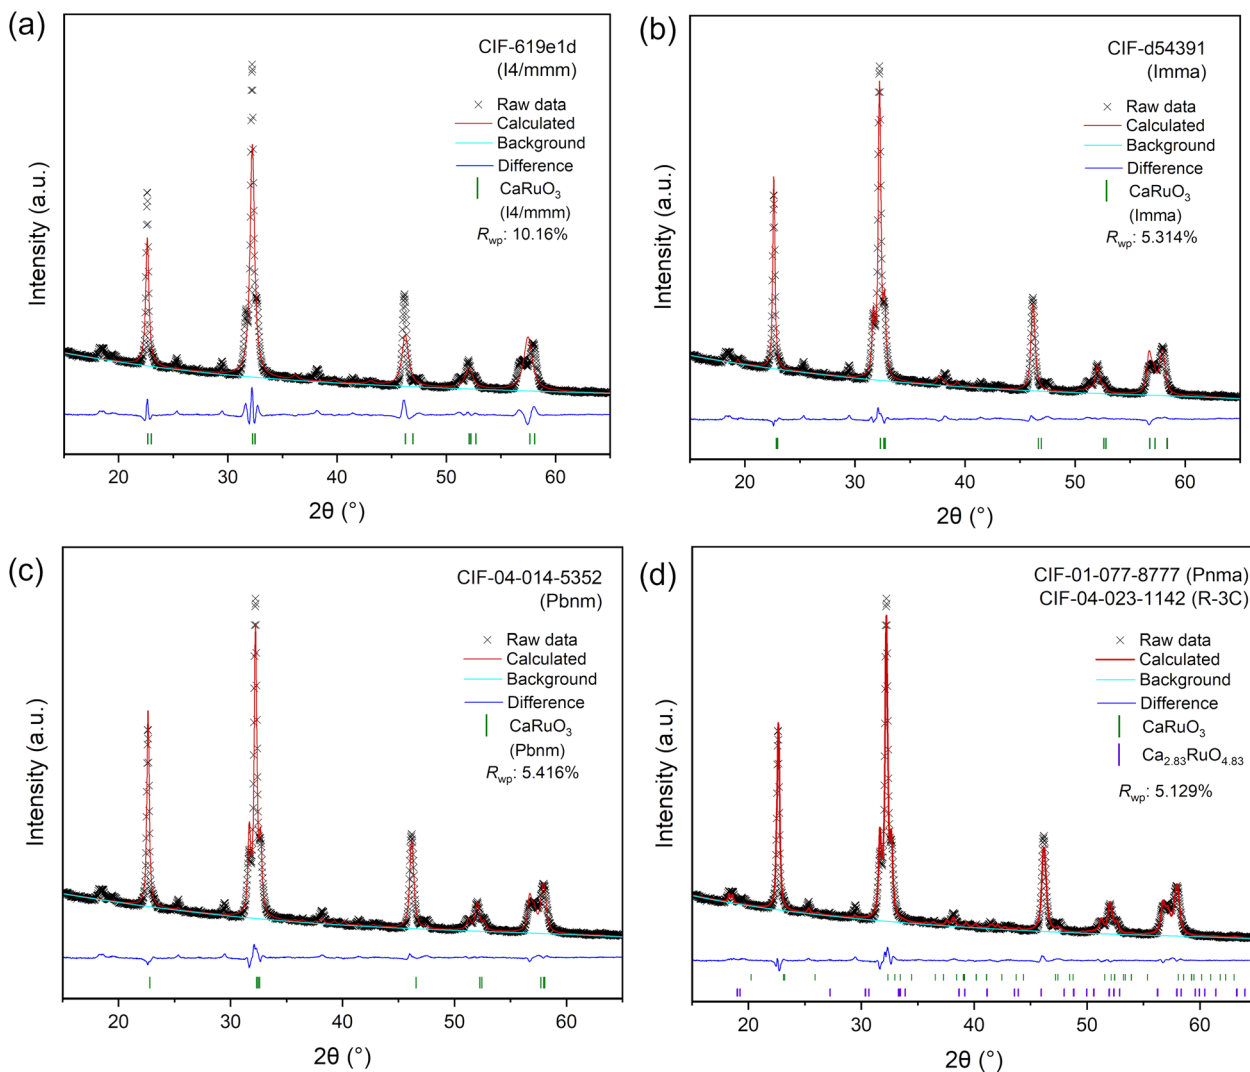 (a)
CIF-619e1d
(I4/mmm)
Raw data
Calculated
Background
Difference
CaRuO3
(I4/mmm)
Rwp: 10.16%
Intensity (a.u.)
20 30 40 50 60
2θ (°)
(b)
CIF-d54391
(Imma)
Raw data
Calculated
Background
Difference
CaRuO3
(Imma)
Rwp: 5.314%
Intensity (a.u.)
20 30 40 50 60
2θ (°)
(c)
CIF-04-014-5352
(Pbnm)
Raw data
Calculated
Background
Difference
CaRuO3
(Pbnm)
Rwp: 5.416%
Intensity (a.u.)
20 30 40 50 60
2θ (°)
(d)
CIF-01-077-8777 (Pnma)
CIF-04-023-1142 (R-3C)
Raw data
Calculated
Background
Difference
CaRuO3
Ca2.83RuO4.83
Rwp: 5.129%
Intensity (a.u.)
20 30 40 50 60
2θ (°)